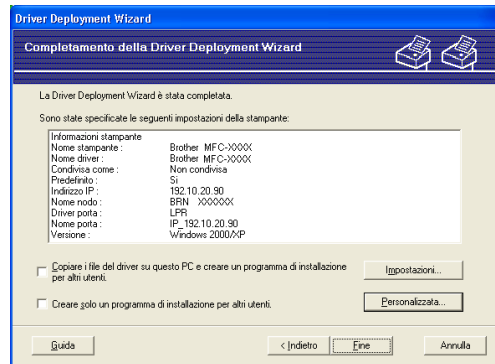 Driver Deployment Wizard
Completamento della Driver Deployment Wizard
La Driver Deployment Wizard è stata completata.
Sono state specificate le seguenti impostazioni della stampante:
Informazioni stampante
Nome stampante : Brother MFC-XXXX
Nome driver : Brother MFC-XXXX
Condivisa come : Non condivisa
Predefinito : Si
Indirizzo IP : 192.10.20.90
Nome nodo : BRN XXXXXX
Driver porta : LPR
Nome porta : IP_192.10.20.90
Versione : Windows 2000/XP
Copiare i file del driver su questo PC e creare un programma di installazione
per altri utenti.
Impostazioni...
Creare solo un programma di installazione per altri utenti.
Personalizzata...
Guida
< Indietro
Fine
Annulla